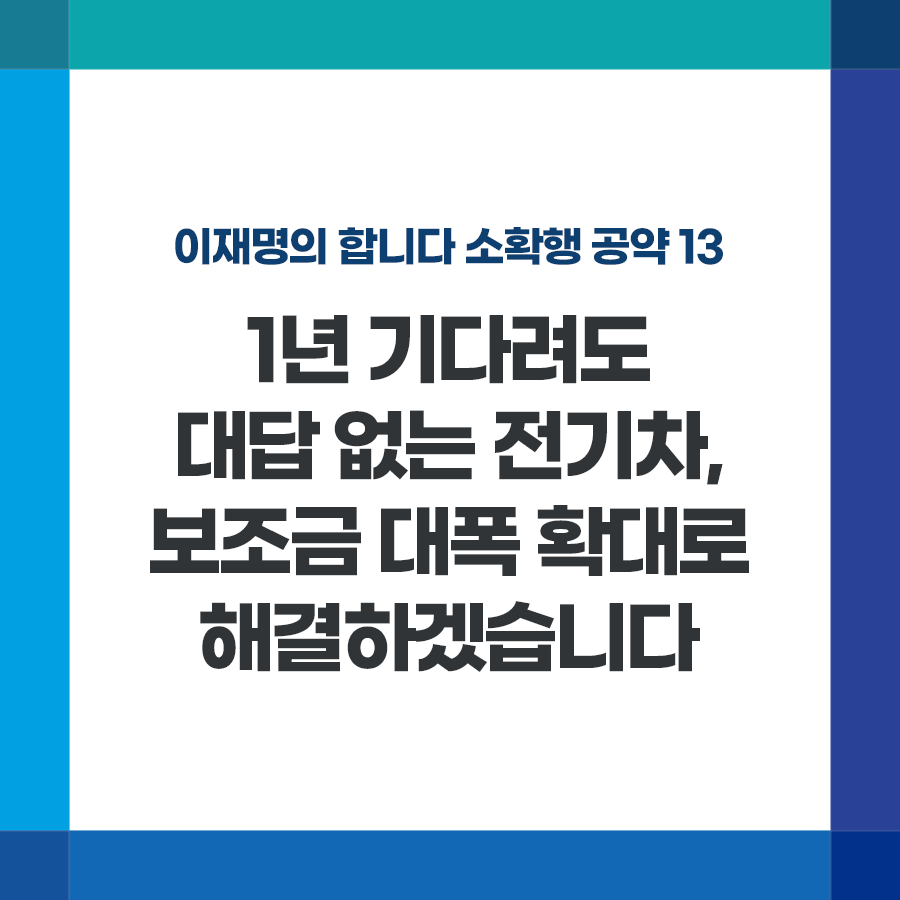 이재명의 합니다 소확행 공약 13
1년 기다려도
대답 없는 전기차,
보조금 대폭 확대로
해결하겠습니다